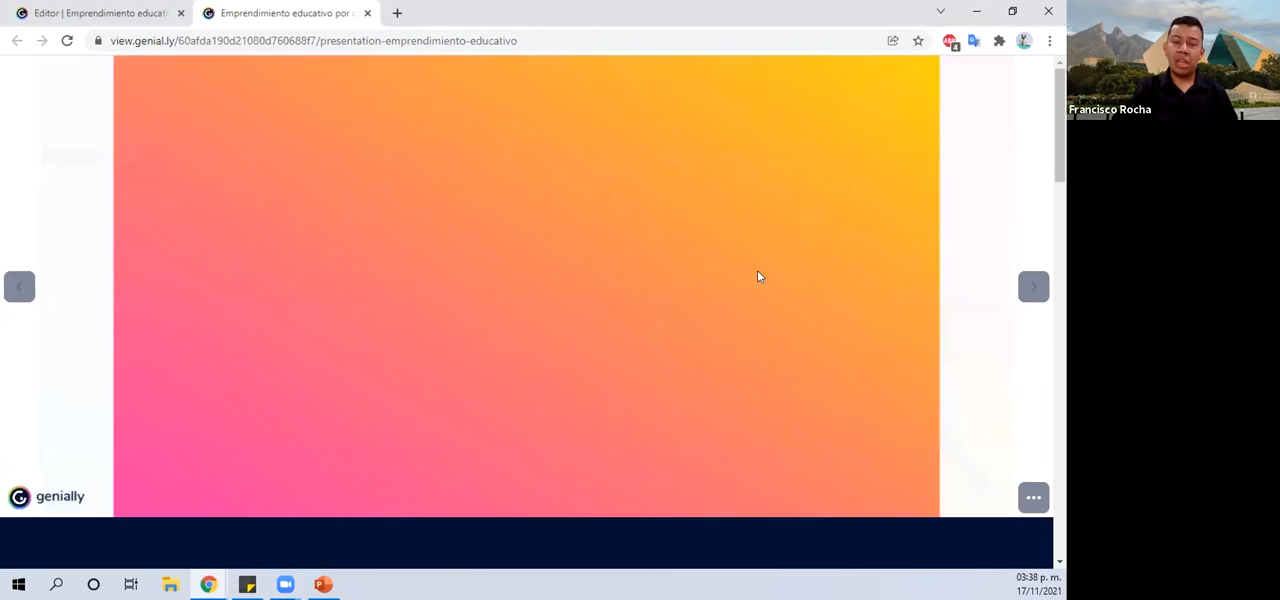 Editor | Emprendimiento educati
Emprendimiento educativo por c
view.genial.ly/60afda190d21080d760688f7/presentation-emprendimiento-educativo
4
Francisco Rocha
genially
03:38 p. m.
17/11/2021